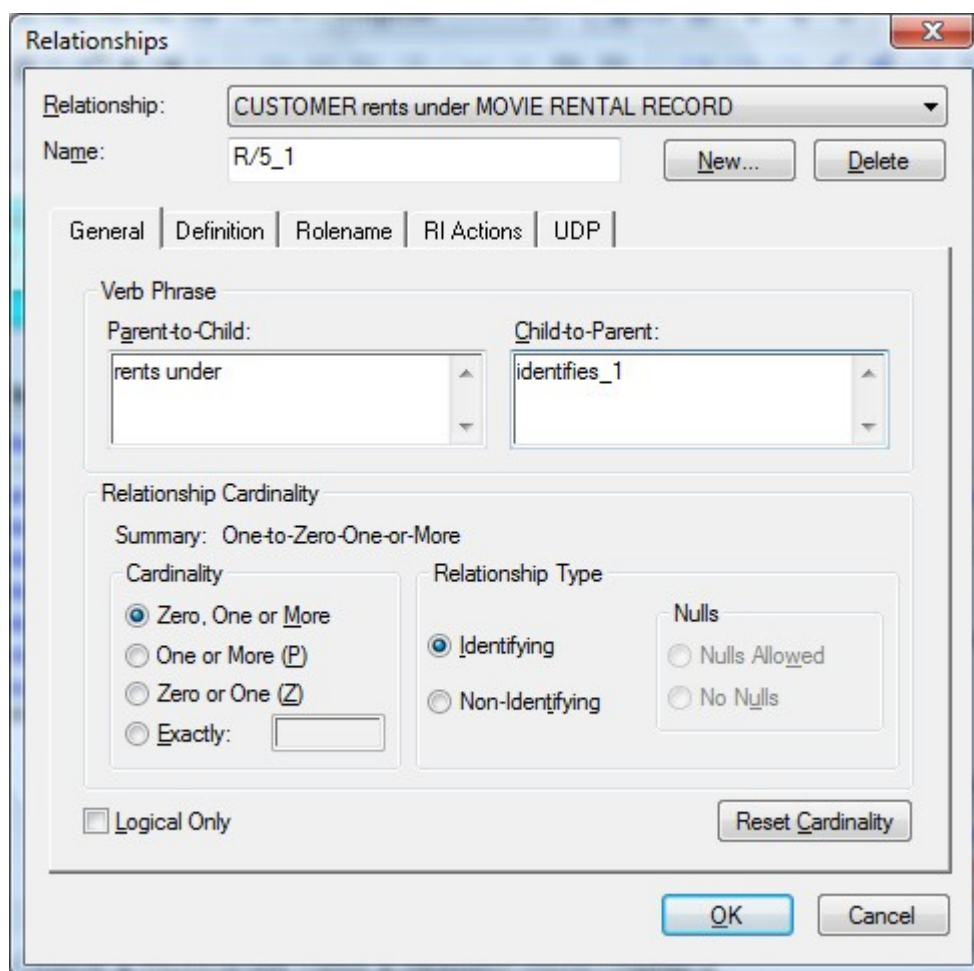 Relationships
Relationship: CUSTOMER rents under MOVIE RENTAL RECORD
Name: R/5_1 New... Delete
General Definition Rolename RI Actions UDP
Verb Phrase
Parent-to-Child: Child-to-Parent:
rents under identifies_1
Relationship Cardinality
Summary: One-to-Zero-One-or-More
Cardinality Relationship Type
Zero, One or More Nulls
One or More (P) Identifying Nulls Allowed
Zero or One (Z) Non-Identifying No Nulls
Exactly:
Logical Only Reset Cardinality
OK Cancel